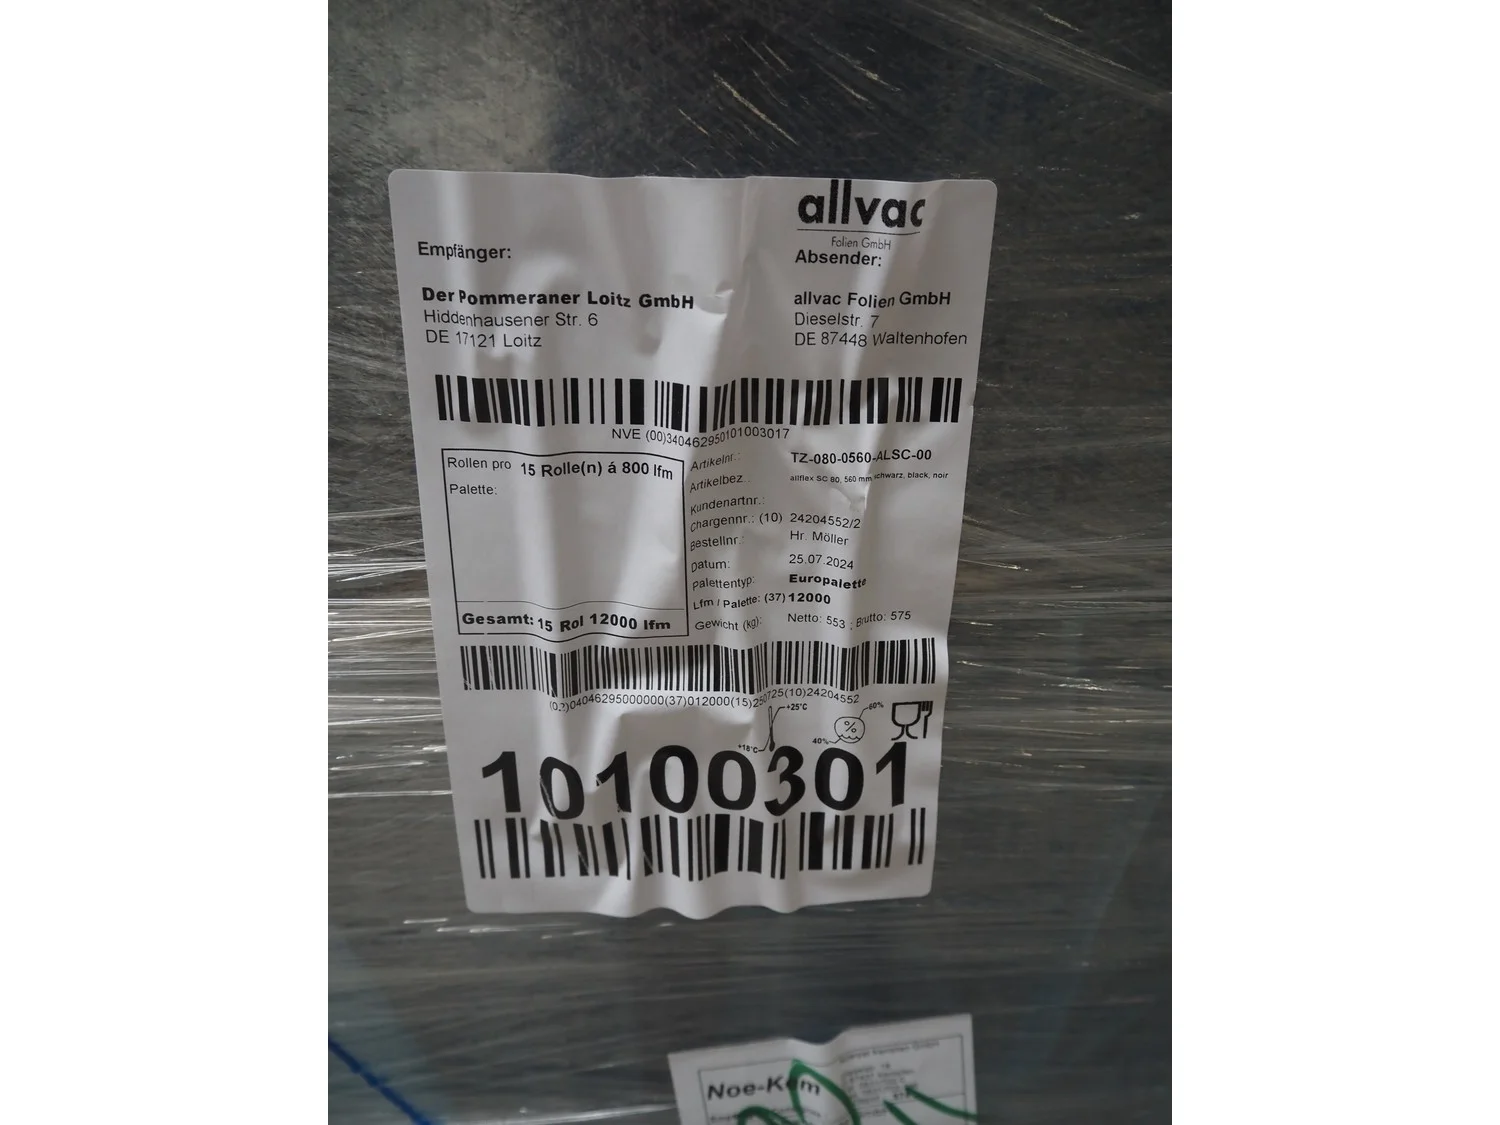 allvac
Folien GmbH
Empfänger:
Absender:
Der Pommeraner Loitz GmbH
Hiddenhausener Str. 6
DE 17121 Loitz
allvac Folien GmbH
Dieselstr. 7
DE 87448 Waltenhofen
NVE (00)340462950101003017
Rollen pro Palette: 15 Rolle(n) á 800 lfm
Gesamt: 15 Rol 12000 lfm
Artikelnr.: TZ-080-0560-ALSC-00
Artikelbez.: allflex SC 80, 560 mm schwarz, black, noir
Kundenartnr.:
Chargennr.: (10) 24204552/2
Bestellnr.: Hr. Möller
Datum: 25.07.2024
Palettentyp: Europalette
Lfm / Palette: (37) 12000
Gewicht (kg): Netto: 553 ; Brutto: 575
(02)04046295000000(37)012000(15)250725(10)24204552
+25°C
+18°C
60%
%
40%
10100301
Noe-Kem